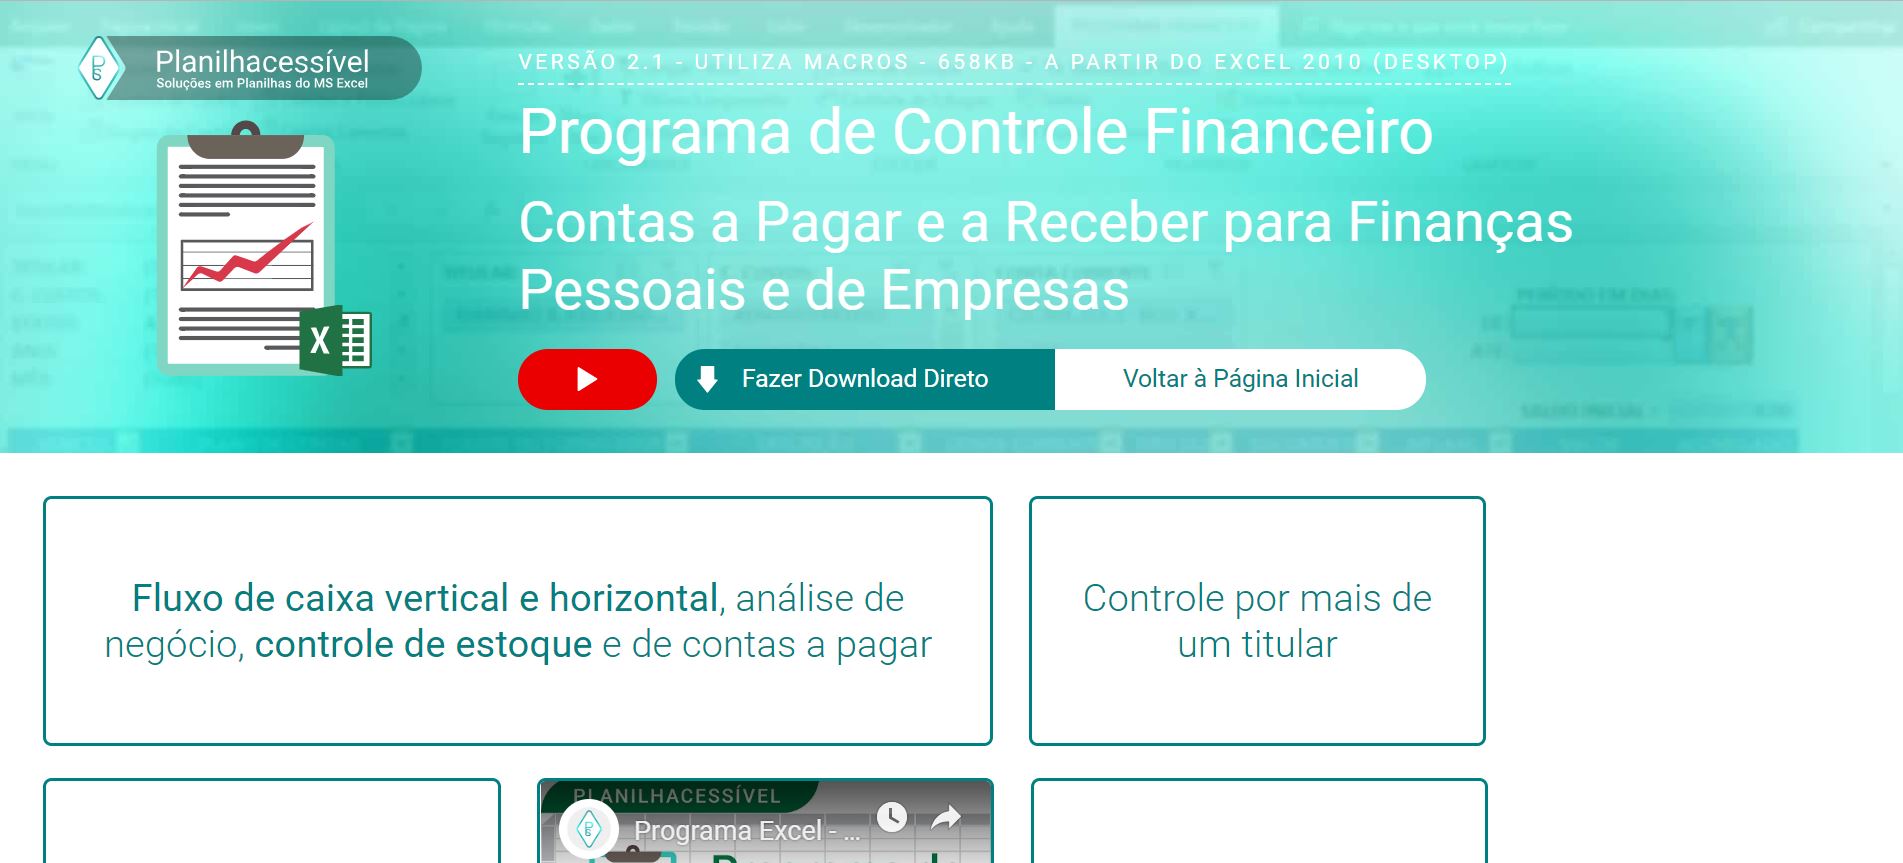 Planilhacessível
Soluções em Planilhas do MS Excel
VERSÃO 2.1 - UTILIZA MACROS - 658KB - A PARTIR DO EXCEL 2010 (DESKTOP)
Programa de Controle Financeiro
Contas a Pagar e a Receber para Finanças
Pessoais e de Empresas
X
Fazer Download Direto
Voltar à Página Inicial
Fluxo de caixa vertical e horizontal, análise de
negócio, controle de estoque e de contas a pagar
Controle por mais de
um titular
PLANILHACESSÍVEL
Programa Excel - ...